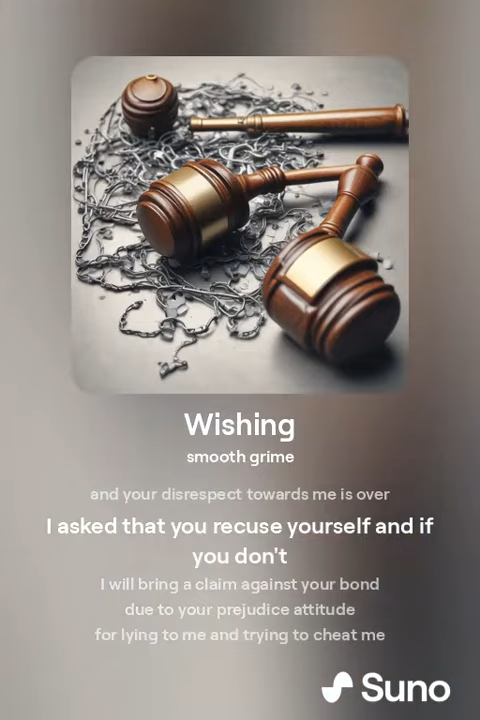 Wishing
smooth grime
and your disrespect towards me is over
I asked that you recuse yourself and if
you don't
I will bring a claim against your bond
due to your prejudice attitude
for lying to me and trying to cheat me
Suno